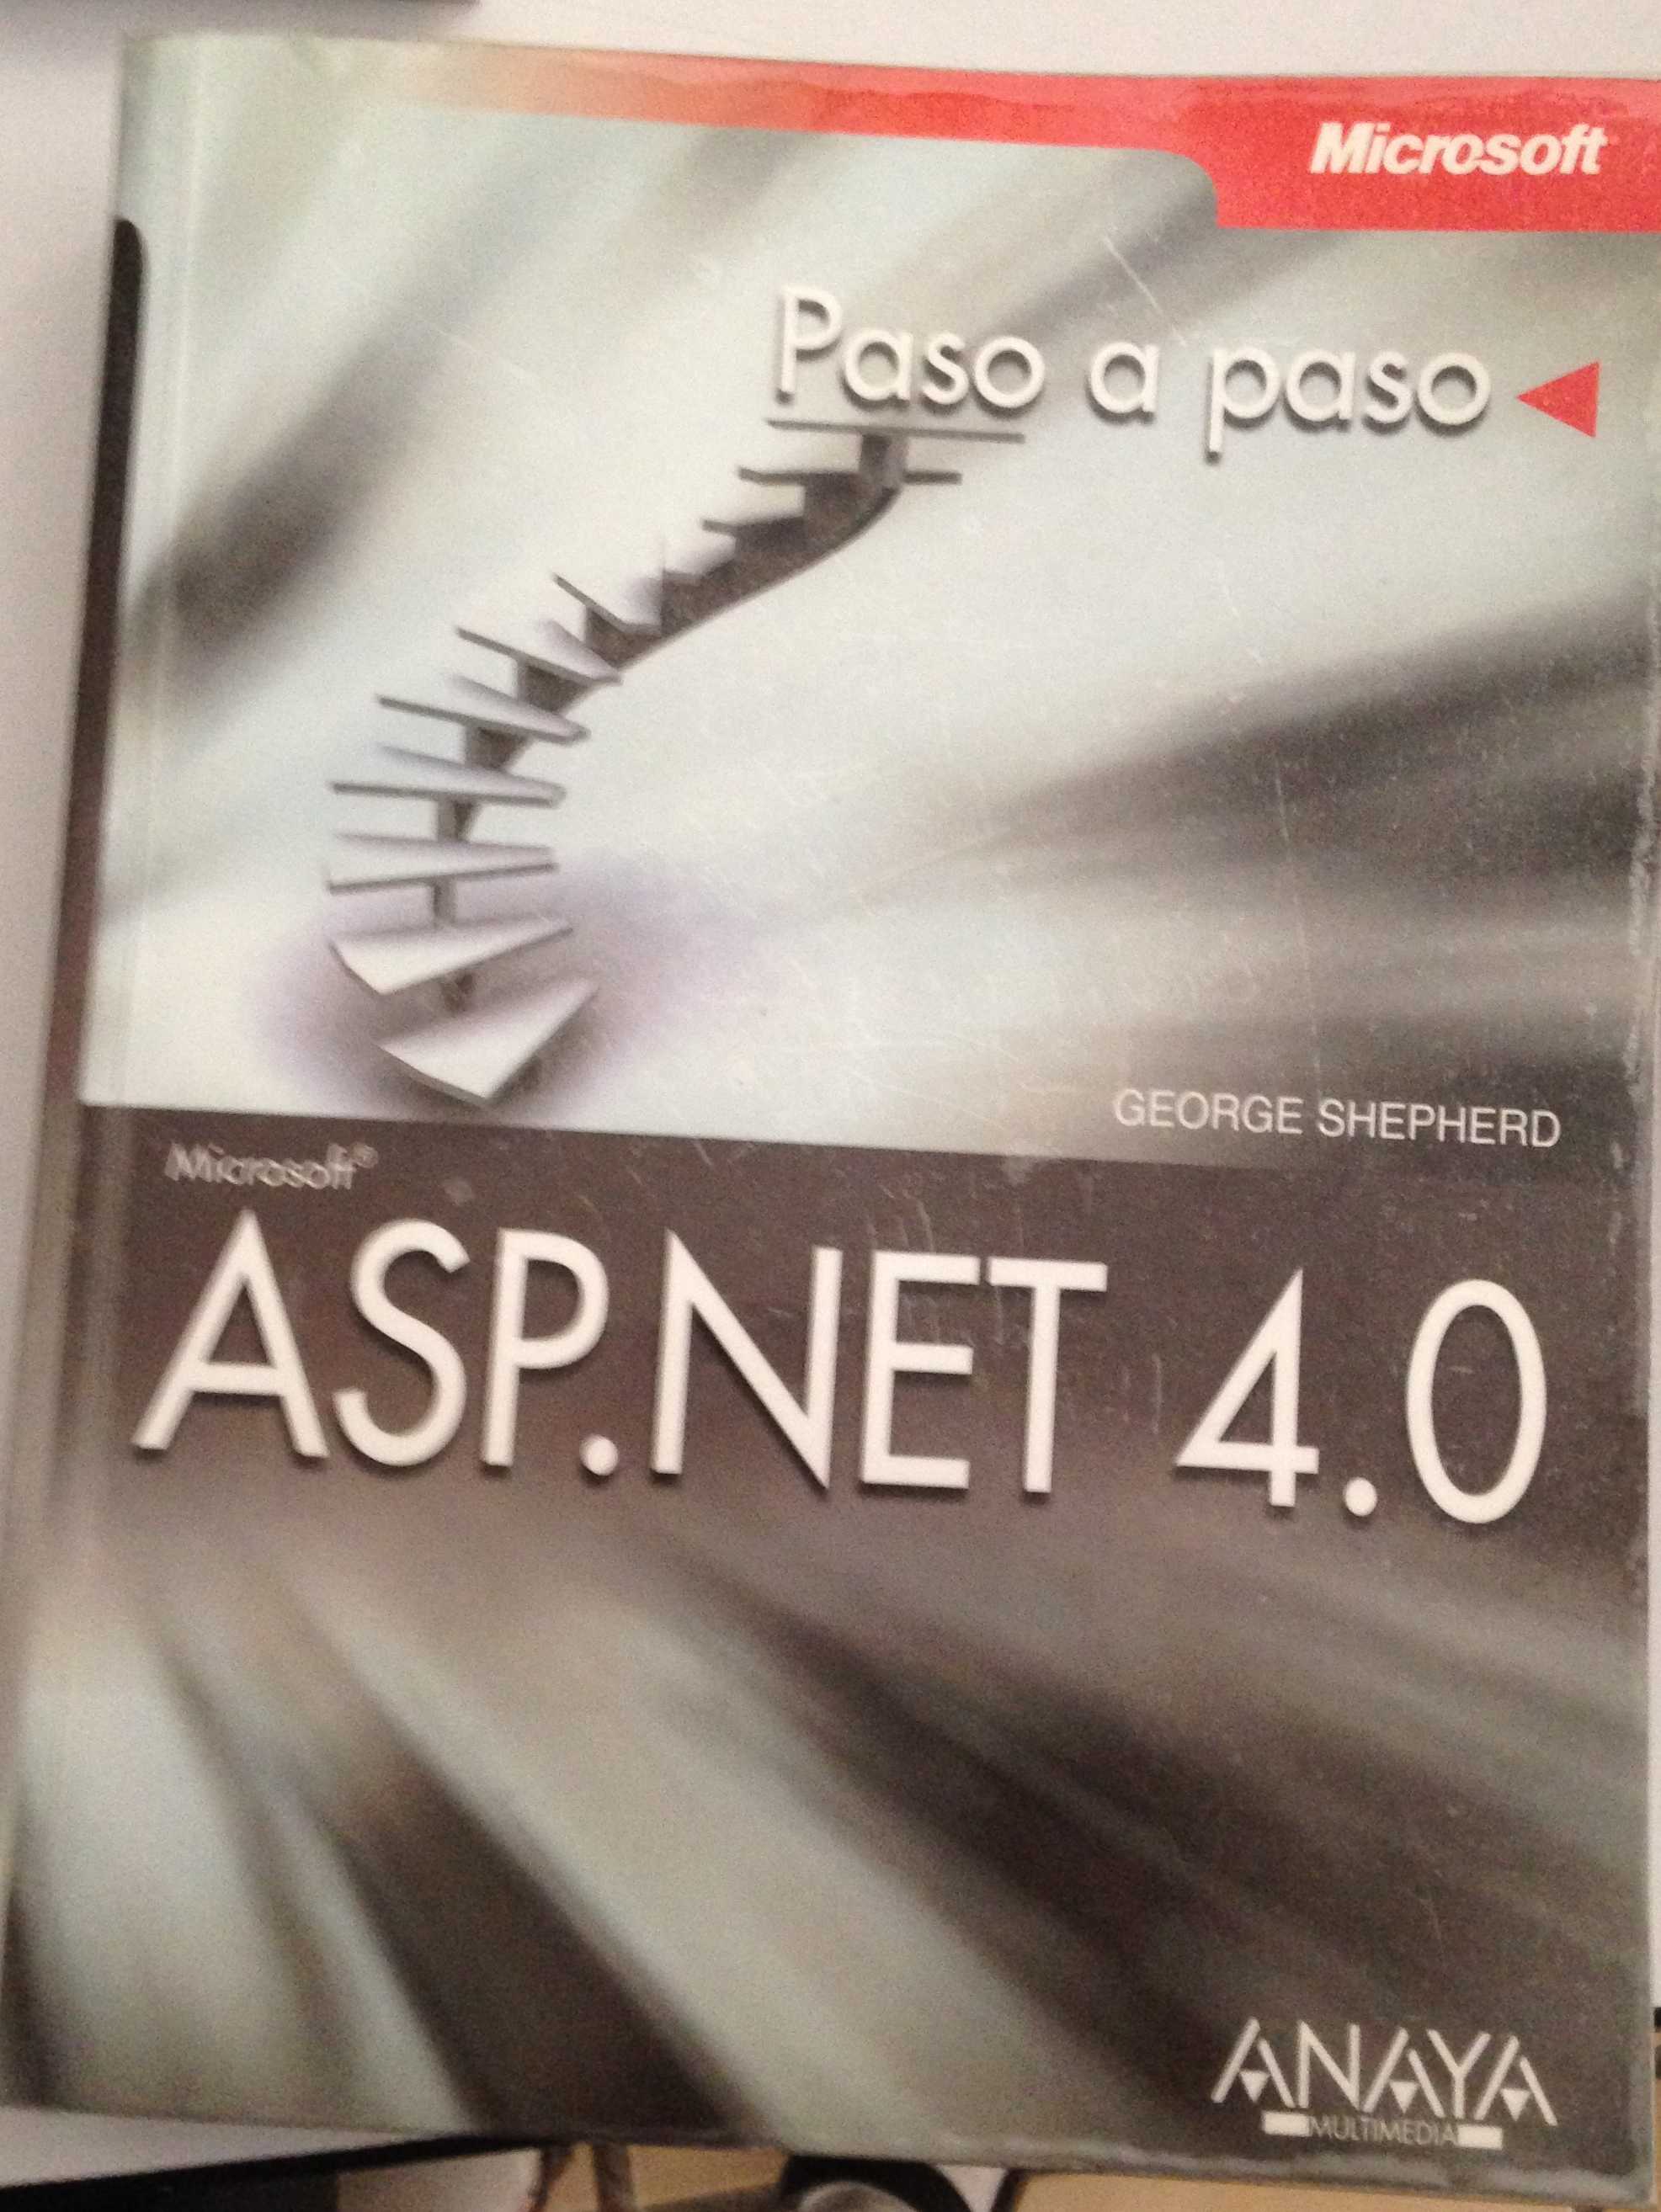 Microsoft
Paso a paso
GEORGE SHEPHERD
Microsoft®
ASP.NET 4.0
ANAYA
MULTIMEDIA